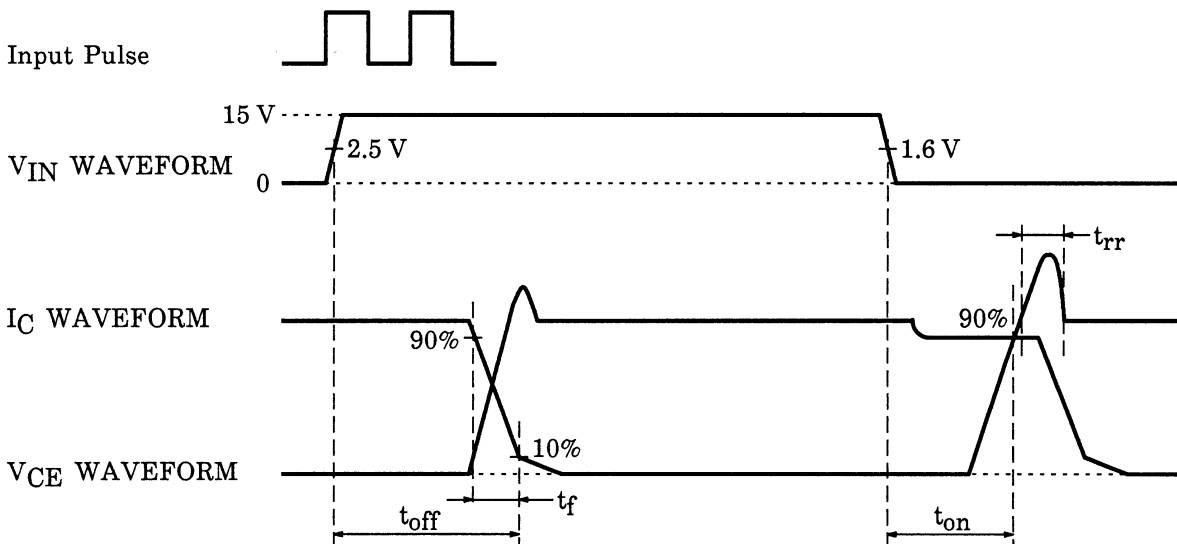 Input Pulse
15 V
2.5 V
1.6 V
VIN WAVEFORM
0
trr
IC WAVEFORM
90%
90%
10%
VCE WAVEFORM
tf
toff
ton